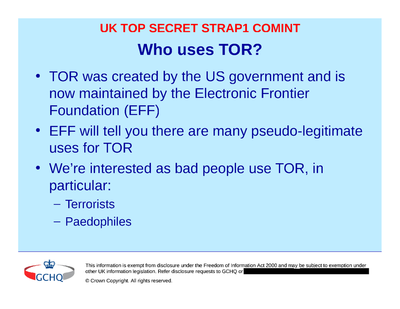 UK TOP SECRET STRAP1 COMINT
Who uses TOR?
• TOR was created by the US government and is
now maintained by the Electronic Frontier
Foundation (EFF)
• EFF will tell you there are many pseudo-legitimate
uses for TOR
• We're interested as bad people use TOR, in
particular:
– Terrorists
– Paedophiles
GCHQ
This information is exempt from disclosure under the Freedom of Information Act 2000 and may be subject to exemption under
other UK information legislation. Refer disclosure requests to GCHQ on
© Crown Copyright. All rights reserved.